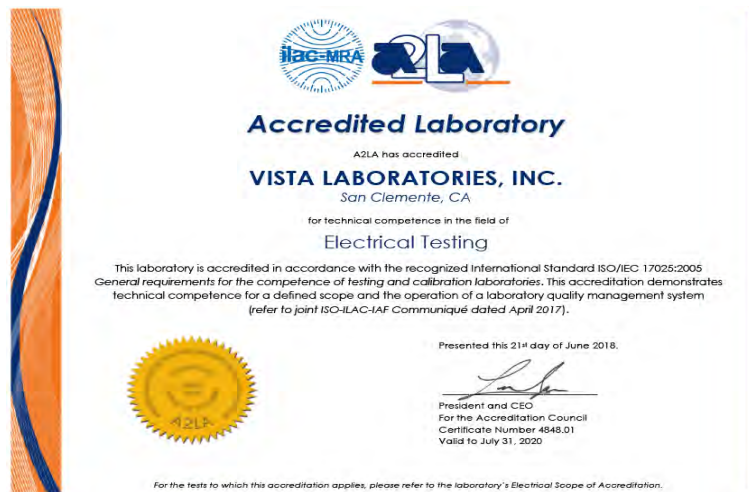 ilac-MRA
A2LA
Accredited Laboratory
A2LA has accredited
VISTA LABORATORIES, INC.
San Clemente, CA
for technical competence in the field of
Electrical Testing
This laboratory is accredited in accordance with the recognized International Standard ISO/IEC 17025:2005
General requirements for the competence of testing and calibration laboratories. This accreditation demonstrates
technical competence for a defined scope and the operation of a laboratory quality management system
(refer to joint ISO-ILAC-IAF Communiqué dated April 2017).
Presented this 21st day of June 2018.
President and CEO
For the Accreditation Council
Certificate Number 4848.01
Valid to July 31, 2020
A2LA
For the tests to which this accreditation applies, please refer to the laboratory's Electrical Scope of Accreditation.